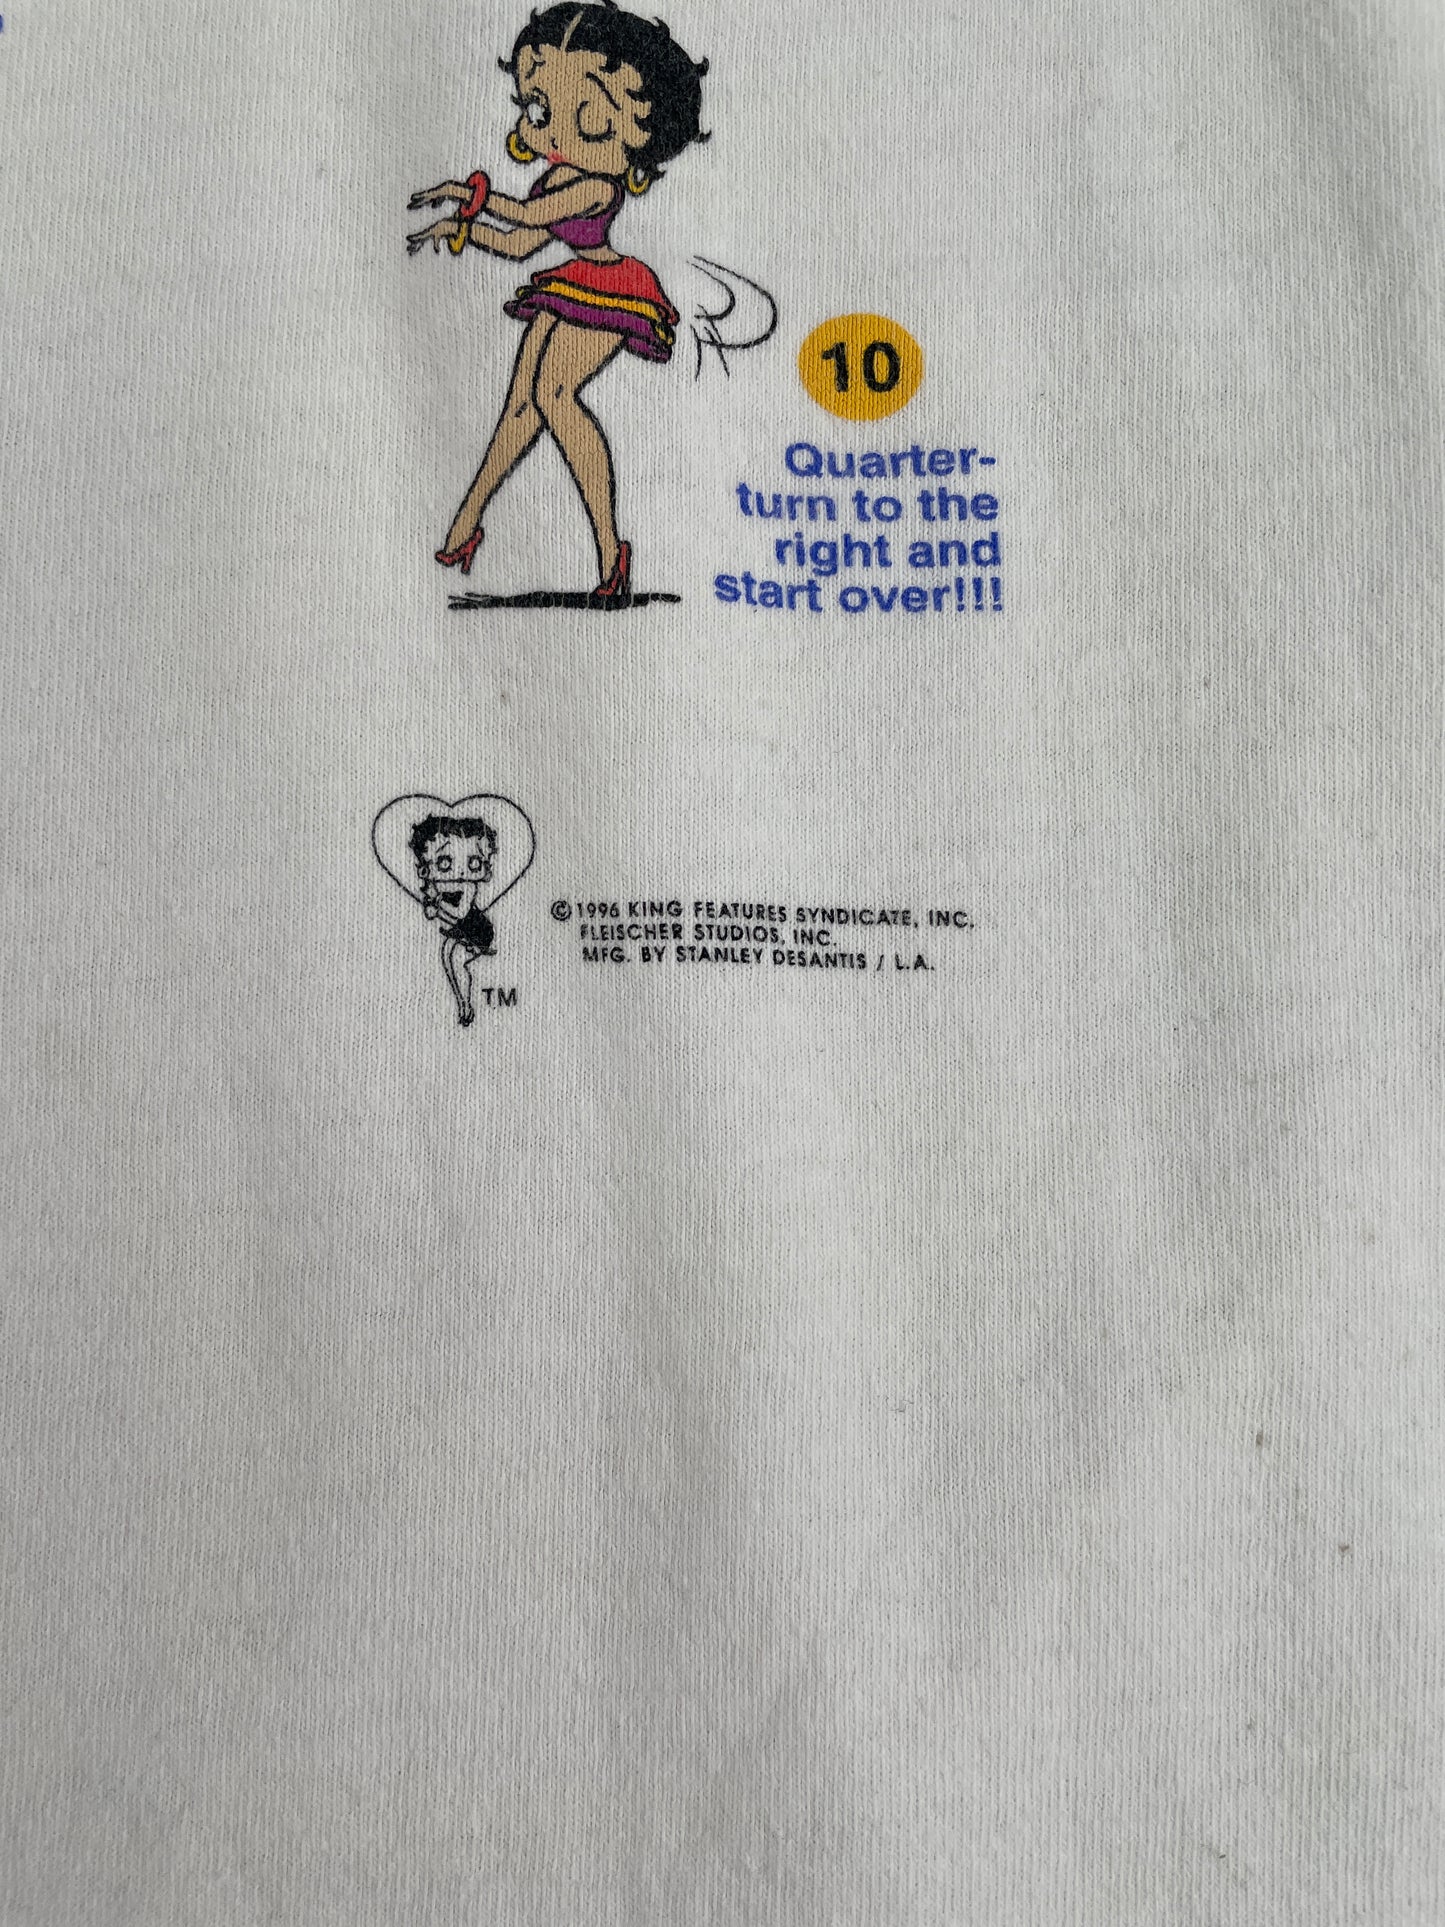 10
Quarter-
turn to the
right and
start over!!!
©1996 KING FEATURES SYNDICATE, INC.
FLEISCHER STUDIOS, INC.
MFG. BY STANLEY DESANTIS / L.A.
TM